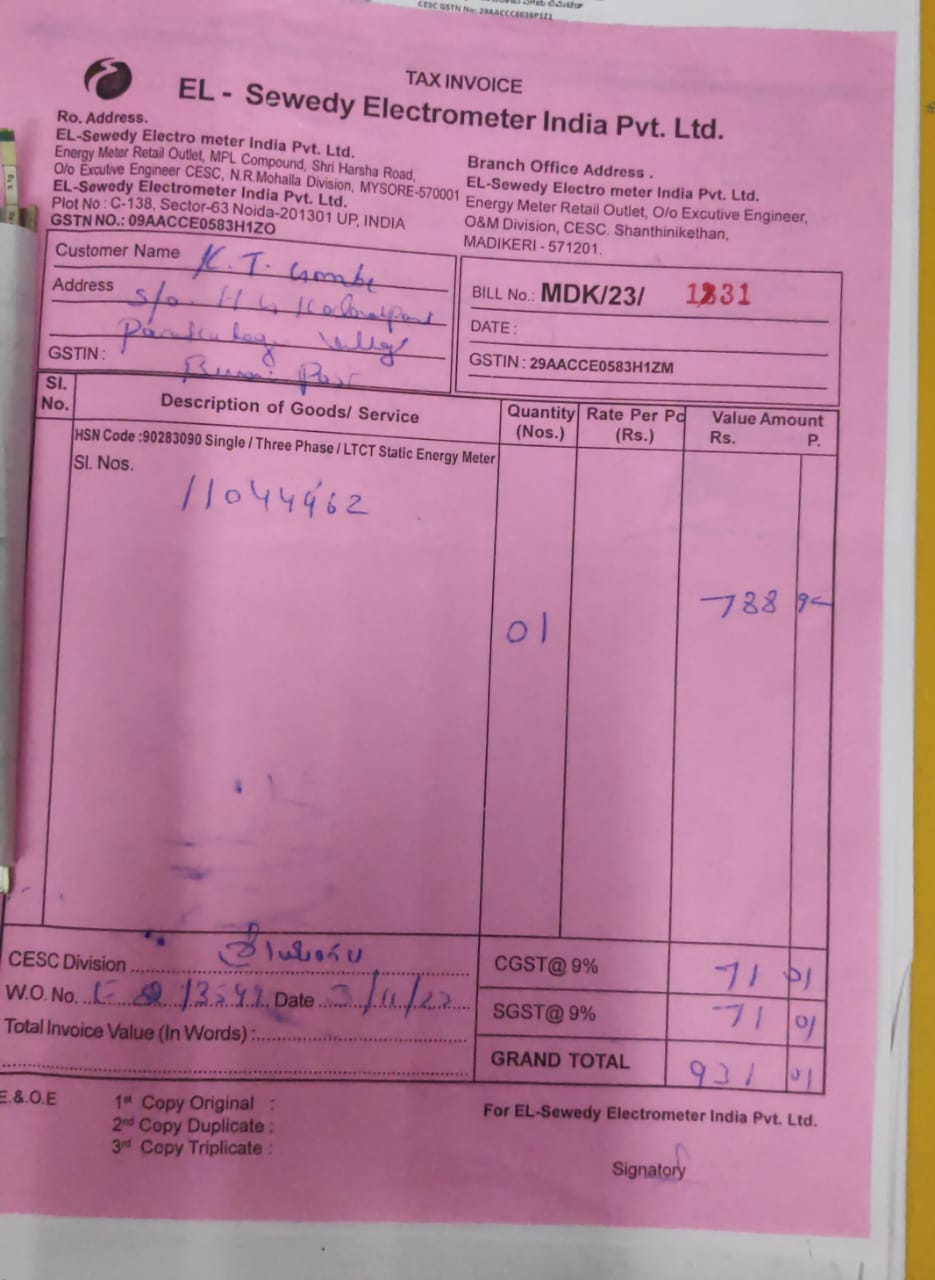 CESC GSTN No: 29AACCC6636P1Z1
TAX INVOICE
EL - Sewedy Electrometer India Pvt. Ltd.
Ro. Address.
EL-Sewedy Electro meter India Pvt. Ltd.
Energy Meter Retail Outlet, MPL Compound, Shri Harsha Road,
O/o Excutive Engineer CESC, N.R.Mohalla Division, MYSORE-570001
EL-Sewedy Electrometer India Pvt. Ltd.
Plot No : C-138, Sector-63 Noida-201301 UP, INDIA
GSTN NO.: 09AACCE0583H1ZO
Branch Office Address .
EL-Sewedy Electro meter India Pvt. Ltd.
Energy Meter Retail Outlet, O/o Excutive Engineer,
O&M Division, CESC. Shanthinikethan,
MADIKERI - 571201.
Customer Name K. T.
Address S/o. H
GSTIN :
BILL No.: MDK/23/ 1331
DATE :
GSTIN : 29AACCE0583H1ZM
Sl. No. Description of Goods/ Service Quantity (Nos.) Rate Per Pc (Rs.) Value Amount Rs. P.
HSN Code :90283090 Single / Three Phase / LTCT Static Energy Meter
Sl. Nos.
11044962
01 788
CESC Division
CGST@ 9% 71 01
W.O. No. Date
SGST@ 9% 71 01
Total Invoice Value (In Words) :
GRAND TOTAL 931 01
E.&.O.E
1st Copy Original :
2nd Copy Duplicate :
3rd Copy Triplicate :
For EL-Sewedy Electrometer India Pvt. Ltd.
Signatory